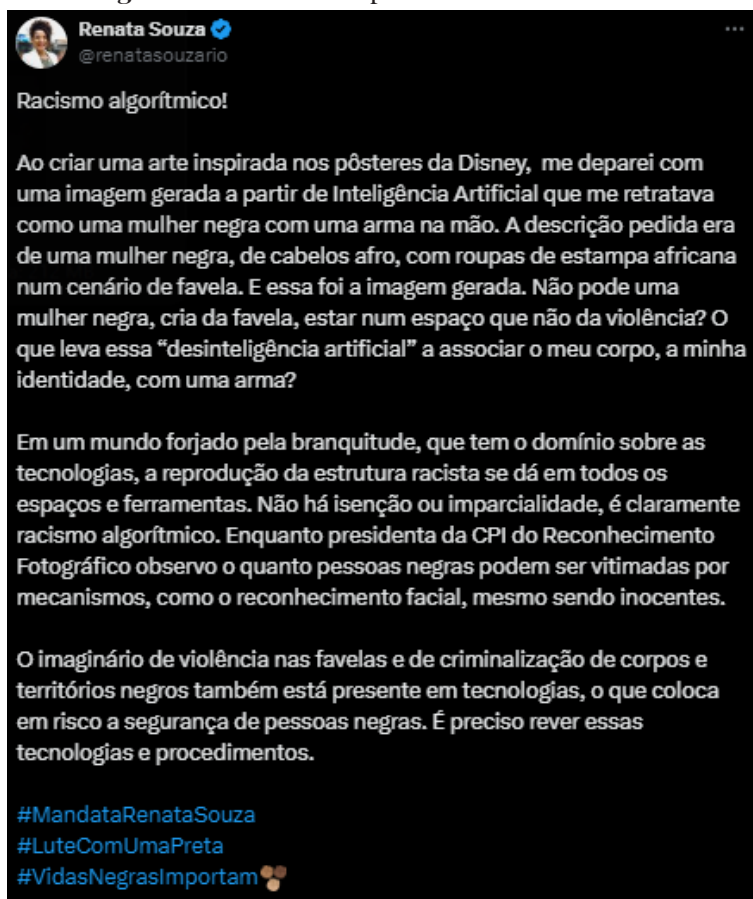 Renata Souza
@renatasouzario
Racismo algorítmico!
Ao criar uma arte inspirada nos pôsteres da Disney, me deparei com
uma imagem gerada a partir de Inteligência Artificial que me retratava
como uma mulher negra com uma arma na mão. A descrição pedida era
de uma mulher negra, de cabelos afro, com roupas de estampa africana
num cenário de favela. E essa foi a imagem gerada. Não pode uma
mulher negra, cria da favela, estar num espaço que não da violência? O
que leva essa “desinteligência artificial” a associar o meu corpo, a minha
identidade, com uma arma?
Em um mundo forjado pela branquitude, que tem o domínio sobre as
tecnologias, a reprodução da estrutura racista se dá em todos os
espaços e ferramentas. Não há isenção ou imparcialidade, é claramente
racismo algorítmico. Enquanto presidenta da CPI do Reconhecimento
Fotográfico observo o quanto pessoas negras podem ser vitimadas por
mecanismos, como o reconhecimento facial, mesmo sendo inocentes.
O imaginário de violência nas favelas e de criminalização de corpos e
territórios negros também está presente em tecnologias, o que coloca
em risco a segurança de pessoas negras. É preciso rever essas
tecnologias e procedimentos.
#MandataRenataSouza
#LuteComUmaPreta
#VidasNegrasImportam